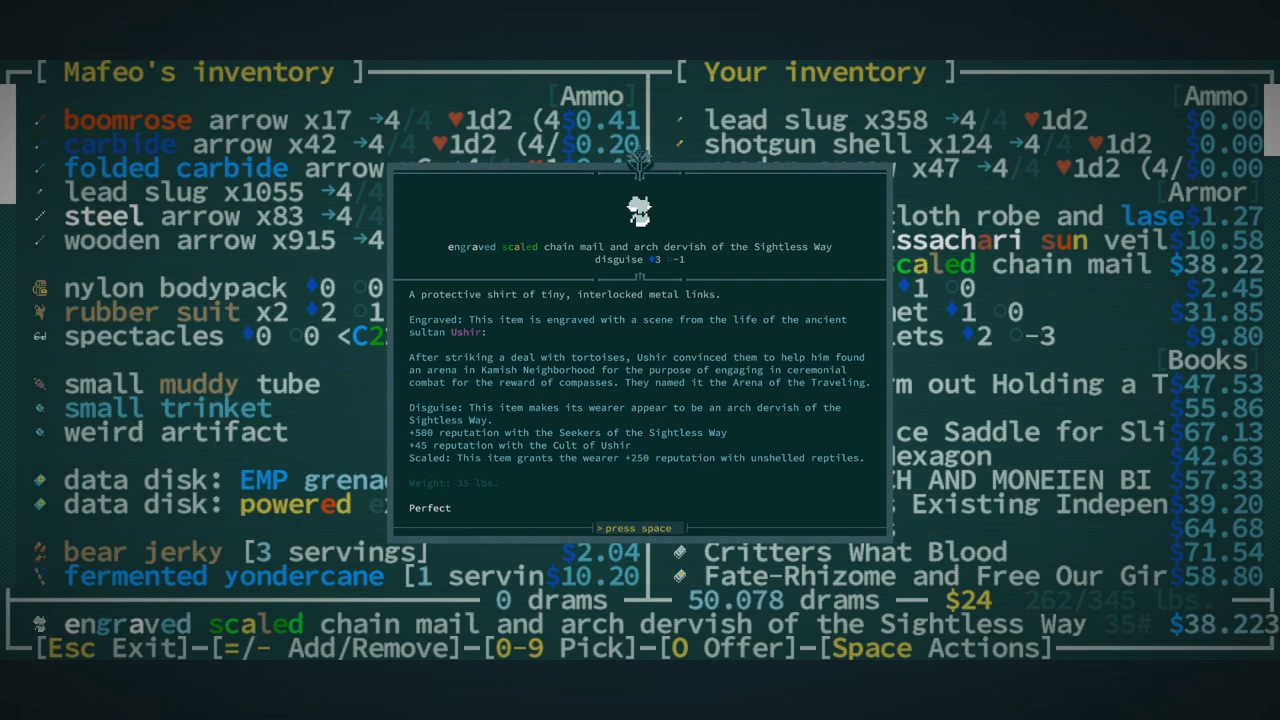 [ Mafeo's inventory ]
[ Your inventory ]
[Ammo]
boomrose arrow x17 →4/4 ♥1d2 (4 $0.41
carbide arrow x42 →4/4 ♥1d2 (4/ $0.20
folded carbide arrow
lead slug x1055 →4/4
steel arrow x83 →4/4
wooden arrow x915 →4
nylon bodypack ♦0 ○0
rubber suit x2 ♦2 ○1
spectacles ♦0 ○0 <C2
small muddy tube
small trinket
weird artifact
data disk: EMP grena
data disk: powered e
bear jerky [3 servings] $2.04
fermented yondercane [1 servin $10.20
[Ammo]
lead slug x358 →4/4 ♥1d2 $0.00
shotgun shell x124 →4/4 ♥1d2 $0.00
w x47 →4/4 ♥1d2 (4/ $0.00
[Armor]
cloth robe and lase $1.27
issachari sun veil $10.58
scaled chain mail $38.22
♦1 ○0 $2.45
et ♦1 ○0 $31.85
ets ♦2 ○-3 $9.80
[Books]
rm out Holding a T $47.53
$55.86
ce Saddle for Sli $67.13
exagon $42.63
CH AND MONEIEN BI $57.33
Existing Indepen $39.20
$64.68
Critters What Blood $71.54
Fate-Rhizome and Free Our Gir $58.80
engraved scaled chain mail and arch dervish of the Sightless Way
disguise ♦3 ○-1
A protective shirt of tiny, interlocked metal links.
Engraved: This item is engraved with a scene from the life of the ancient
sultan Ushir:
After striking a deal with tortoises, Ushir convinced them to help him found
an arena in Kamish Neighborhood for the purpose of engaging in ceremonial
combat for the reward of compasses. They named it the Arena of the Traveling.
Disguise: This item makes its wearer appear to be an arch dervish of the
Sightless Way.
+500 reputation with the Seekers of the Sightless Way
+45 reputation with the Cult of Ushir
Scaled: This item grants the wearer +250 reputation with unshelled reptiles.
Weight: 35 lbs.
Perfect
> press space
0 drams
50.078 drams — $24 262/345 lbs.
engraved scaled chain mail and arch dervish of the Sightless Way 35# $38.223
[Esc Exit]–[=/- Add/Remove]–[0-9 Pick]–[O Offer]–[Space Actions]